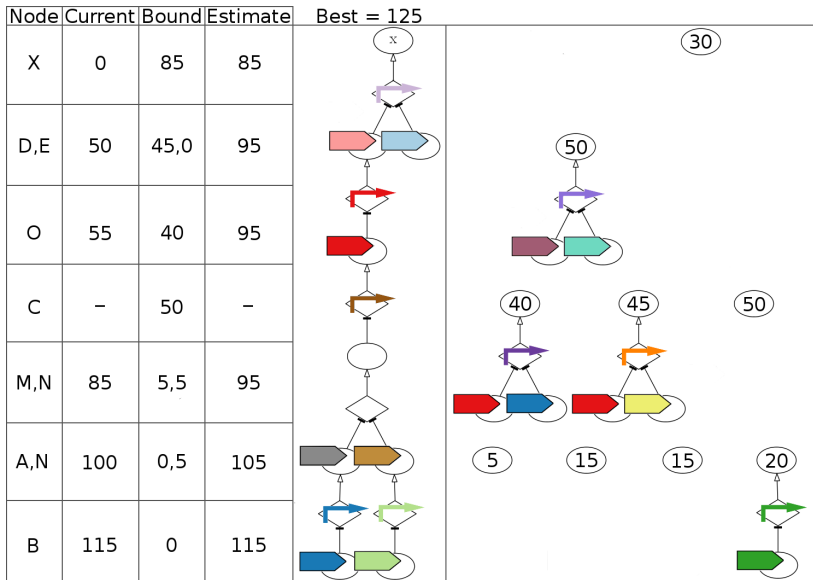 Node Current Bound Estimate Best = 125
X 0 85 85 x 30
D,E 50 45,0 95 50
O 55 40 95
C – 50 – 40 45 50
M,N 85 5,5 95
A,N 100 0,5 105 5 15 15 20
B 115 0 115